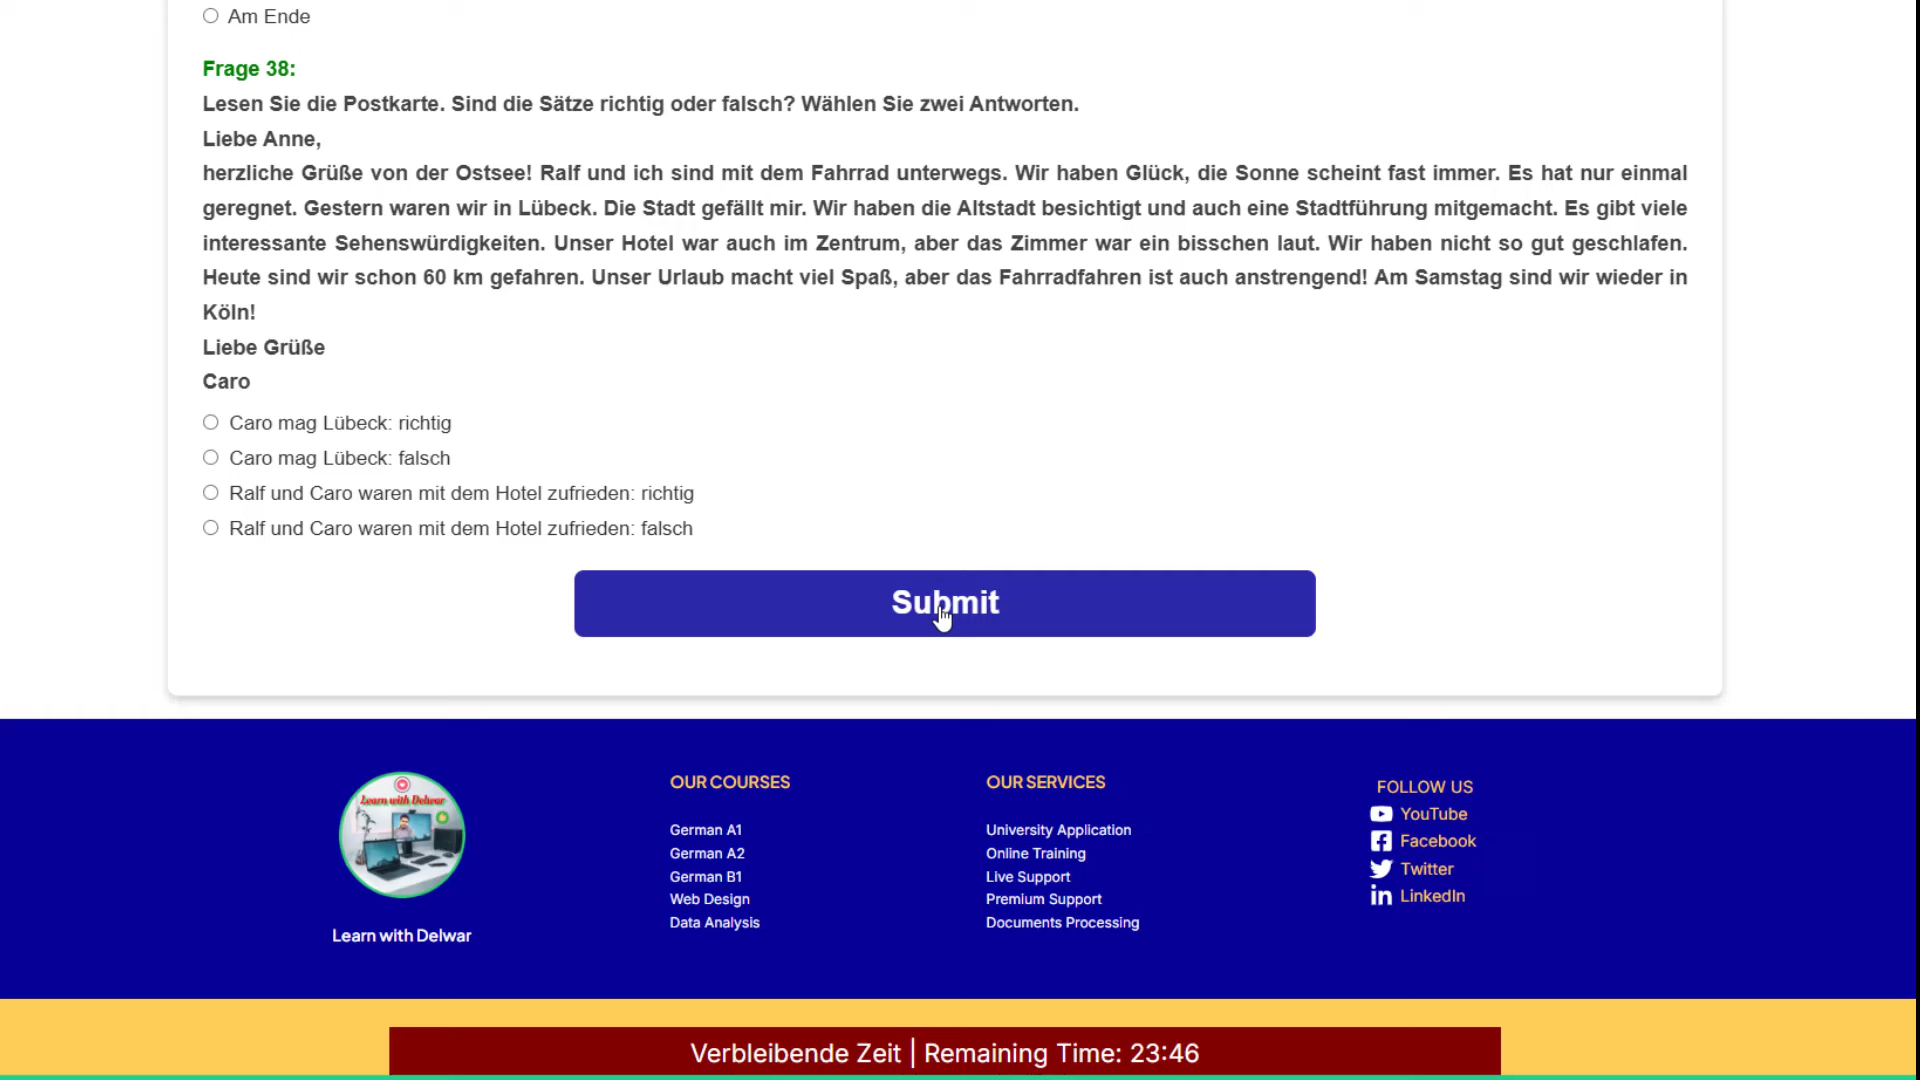 Am Ende
Frage 38:
Lesen Sie die Postkarte. Sind die Sätze richtig oder falsch? Wählen Sie zwei Antworten.
Liebe Anne,
herzliche Grüße von der Ostsee! Ralf und ich sind mit dem Fahrrad unterwegs. Wir haben Glück, die Sonne scheint fast immer. Es hat nur einmal
geregnet. Gestern waren wir in Lübeck. Die Stadt gefällt mir. Wir haben die Altstadt besichtigt und auch eine Stadtführung mitgemacht. Es gibt viele
interessante Sehenswürdigkeiten. Unser Hotel war auch im Zentrum, aber das Zimmer war ein bisschen laut. Wir haben nicht so gut geschlafen.
Heute sind wir schon 60 km gefahren. Unser Urlaub macht viel Spaß, aber das Fahrradfahren ist auch anstrengend! Am Samstag sind wir wieder in
Köln!
Liebe Grüße
Caro
Caro mag Lübeck: richtig
Caro mag Lübeck: falsch
Ralf und Caro waren mit dem Hotel zufrieden: richtig
Ralf und Caro waren mit dem Hotel zufrieden: falsch
Submit
Learn with Delwar
Learn with Delwar
OUR COURSES
German A1
German A2
German B1
Web Design
Data Analysis
OUR SERVICES
University Application
Online Training
Live Support
Premium Support
Documents Processing
FOLLOW US
YouTube
Facebook
Twitter
LinkedIn
Verbleibende Zeit | Remaining Time: 23:46